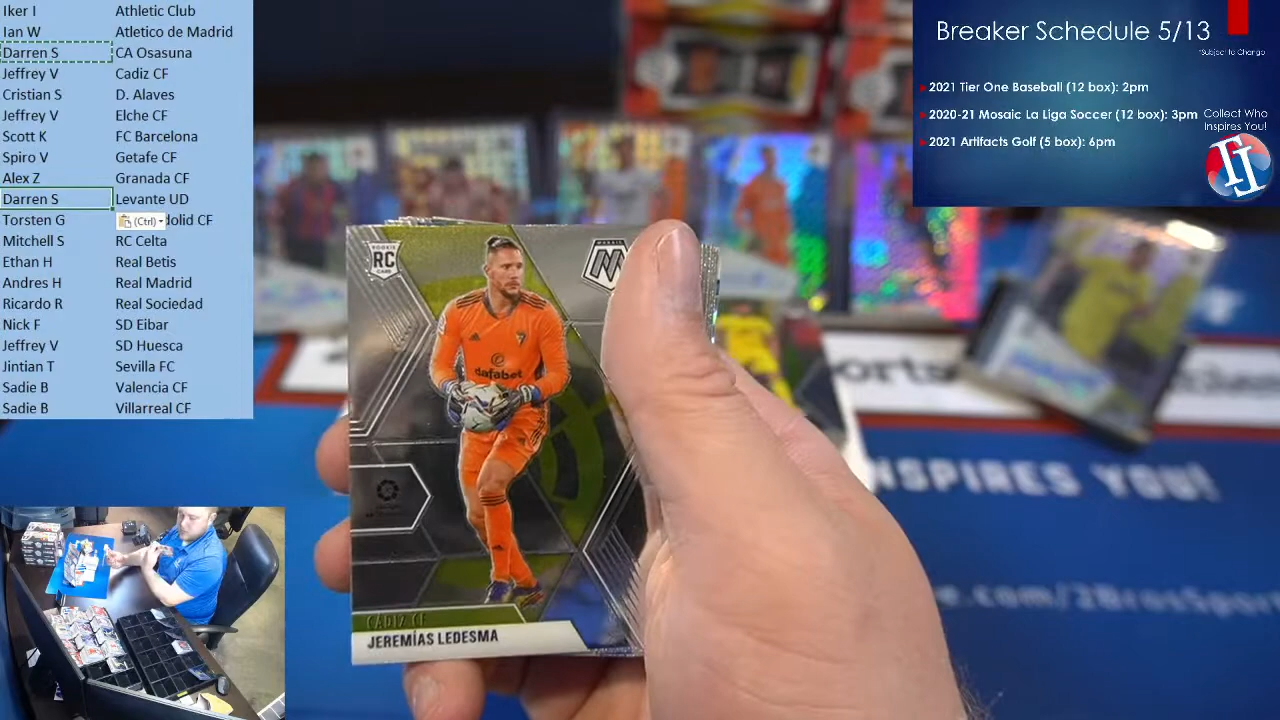 Iker I Athletic Club
Ian W Atletico de Madrid
Darren S CA Osasuna
Jeffrey V Cadiz CF
Cristian S D. Alaves
Jeffrey V Elche CF
Scott K FC Barcelona
Spiro V Getafe CF
Alex Z Granada CF
Darren S Levante UD
Torsten G (Ctrl) dolid CF
Mitchell S RC Celta
Ethan H Real Betis
Andres H Real Madrid
Ricardo R Real Sociedad
Nick F SD Eibar
Jeffrey V SD Huesca
Jintian T Sevilla FC
Sadie B Valencia CF
Sadie B Villarreal CF
Breaker Schedule 5/13
*Subject to Change
2021 Tier One Baseball (12 box): 2pm
2020-21 Mosaic La Liga Soccer (12 box): 3pm
2021 Artifacts Golf (5 box): 6pm
Collect Who
Inspires You!
ROOKIE
RC
CARD
dafabet
CADIZ CF
JEREMÍAS LEDESMA
INSPIRES YOU!